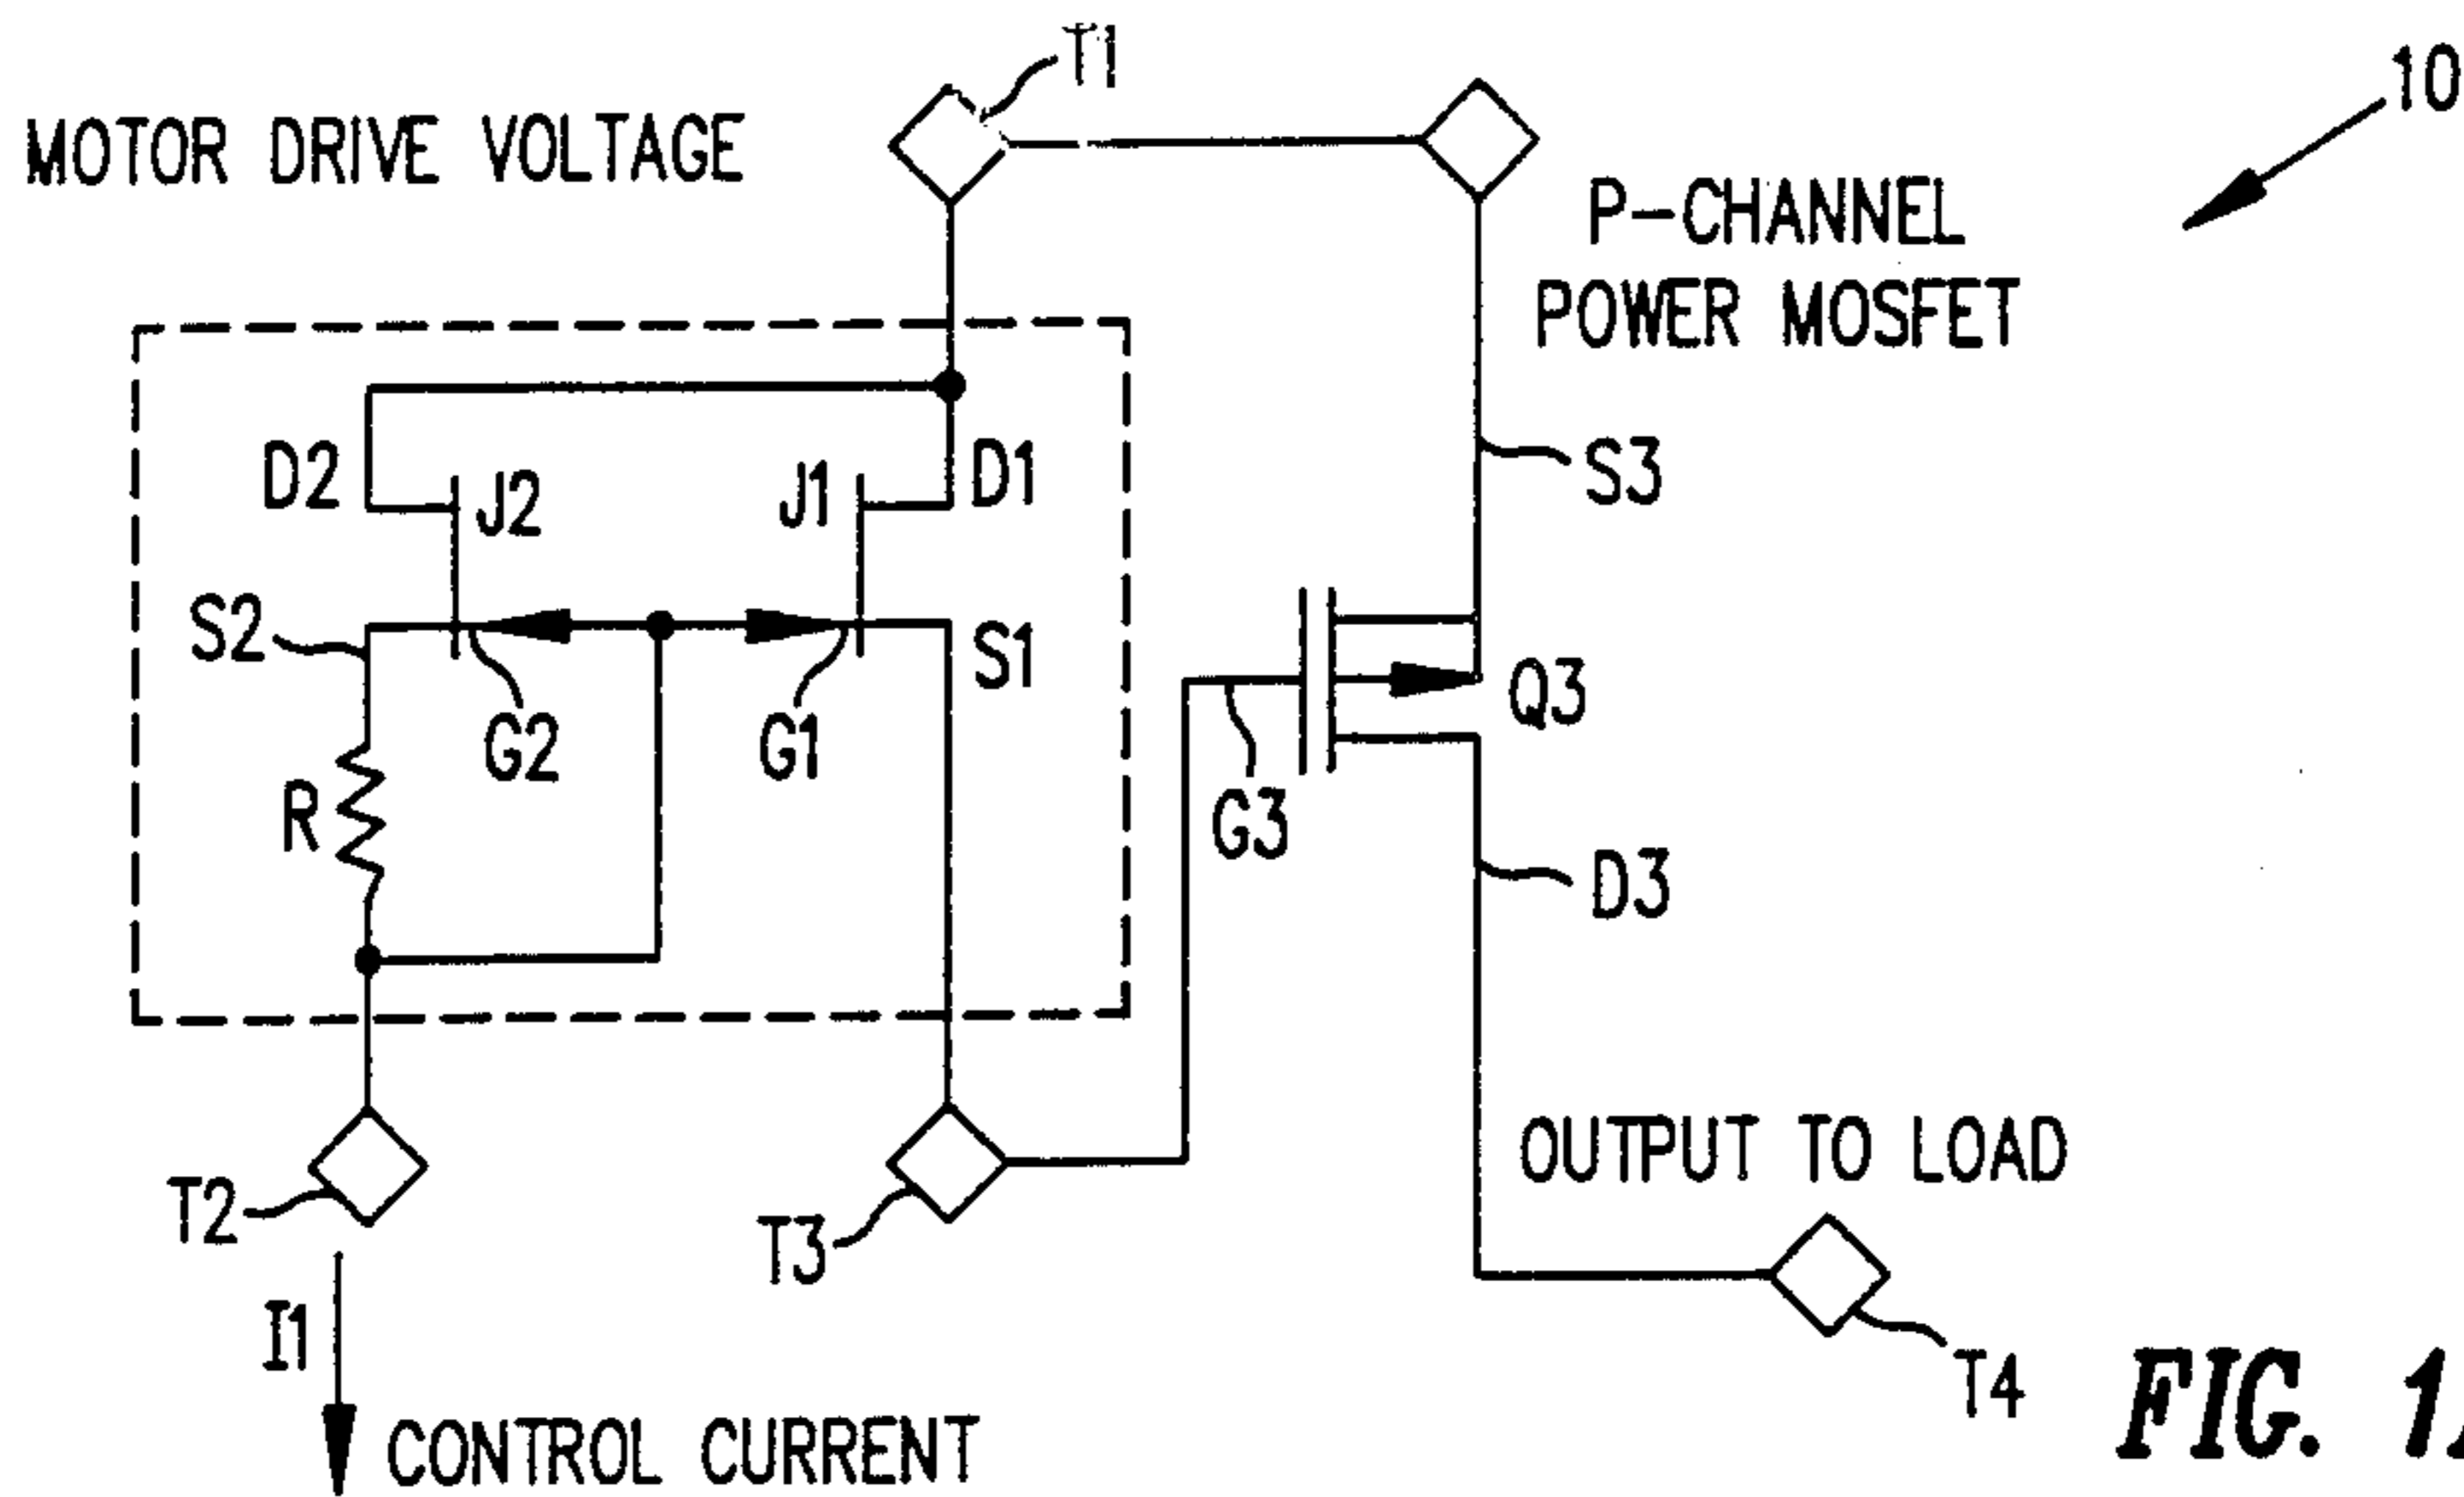 T1
10
MOTOR DRIVE VOLTAGE
P-CHANNEL
POWER MOSFET
D2
J2
J1
D1
S3
S2
S1
G2
G1
Q3
R
G3
D3
OUTPUT TO LOAD
T2
T3
I1
T4
CONTROL CURRENT
FIG. 1